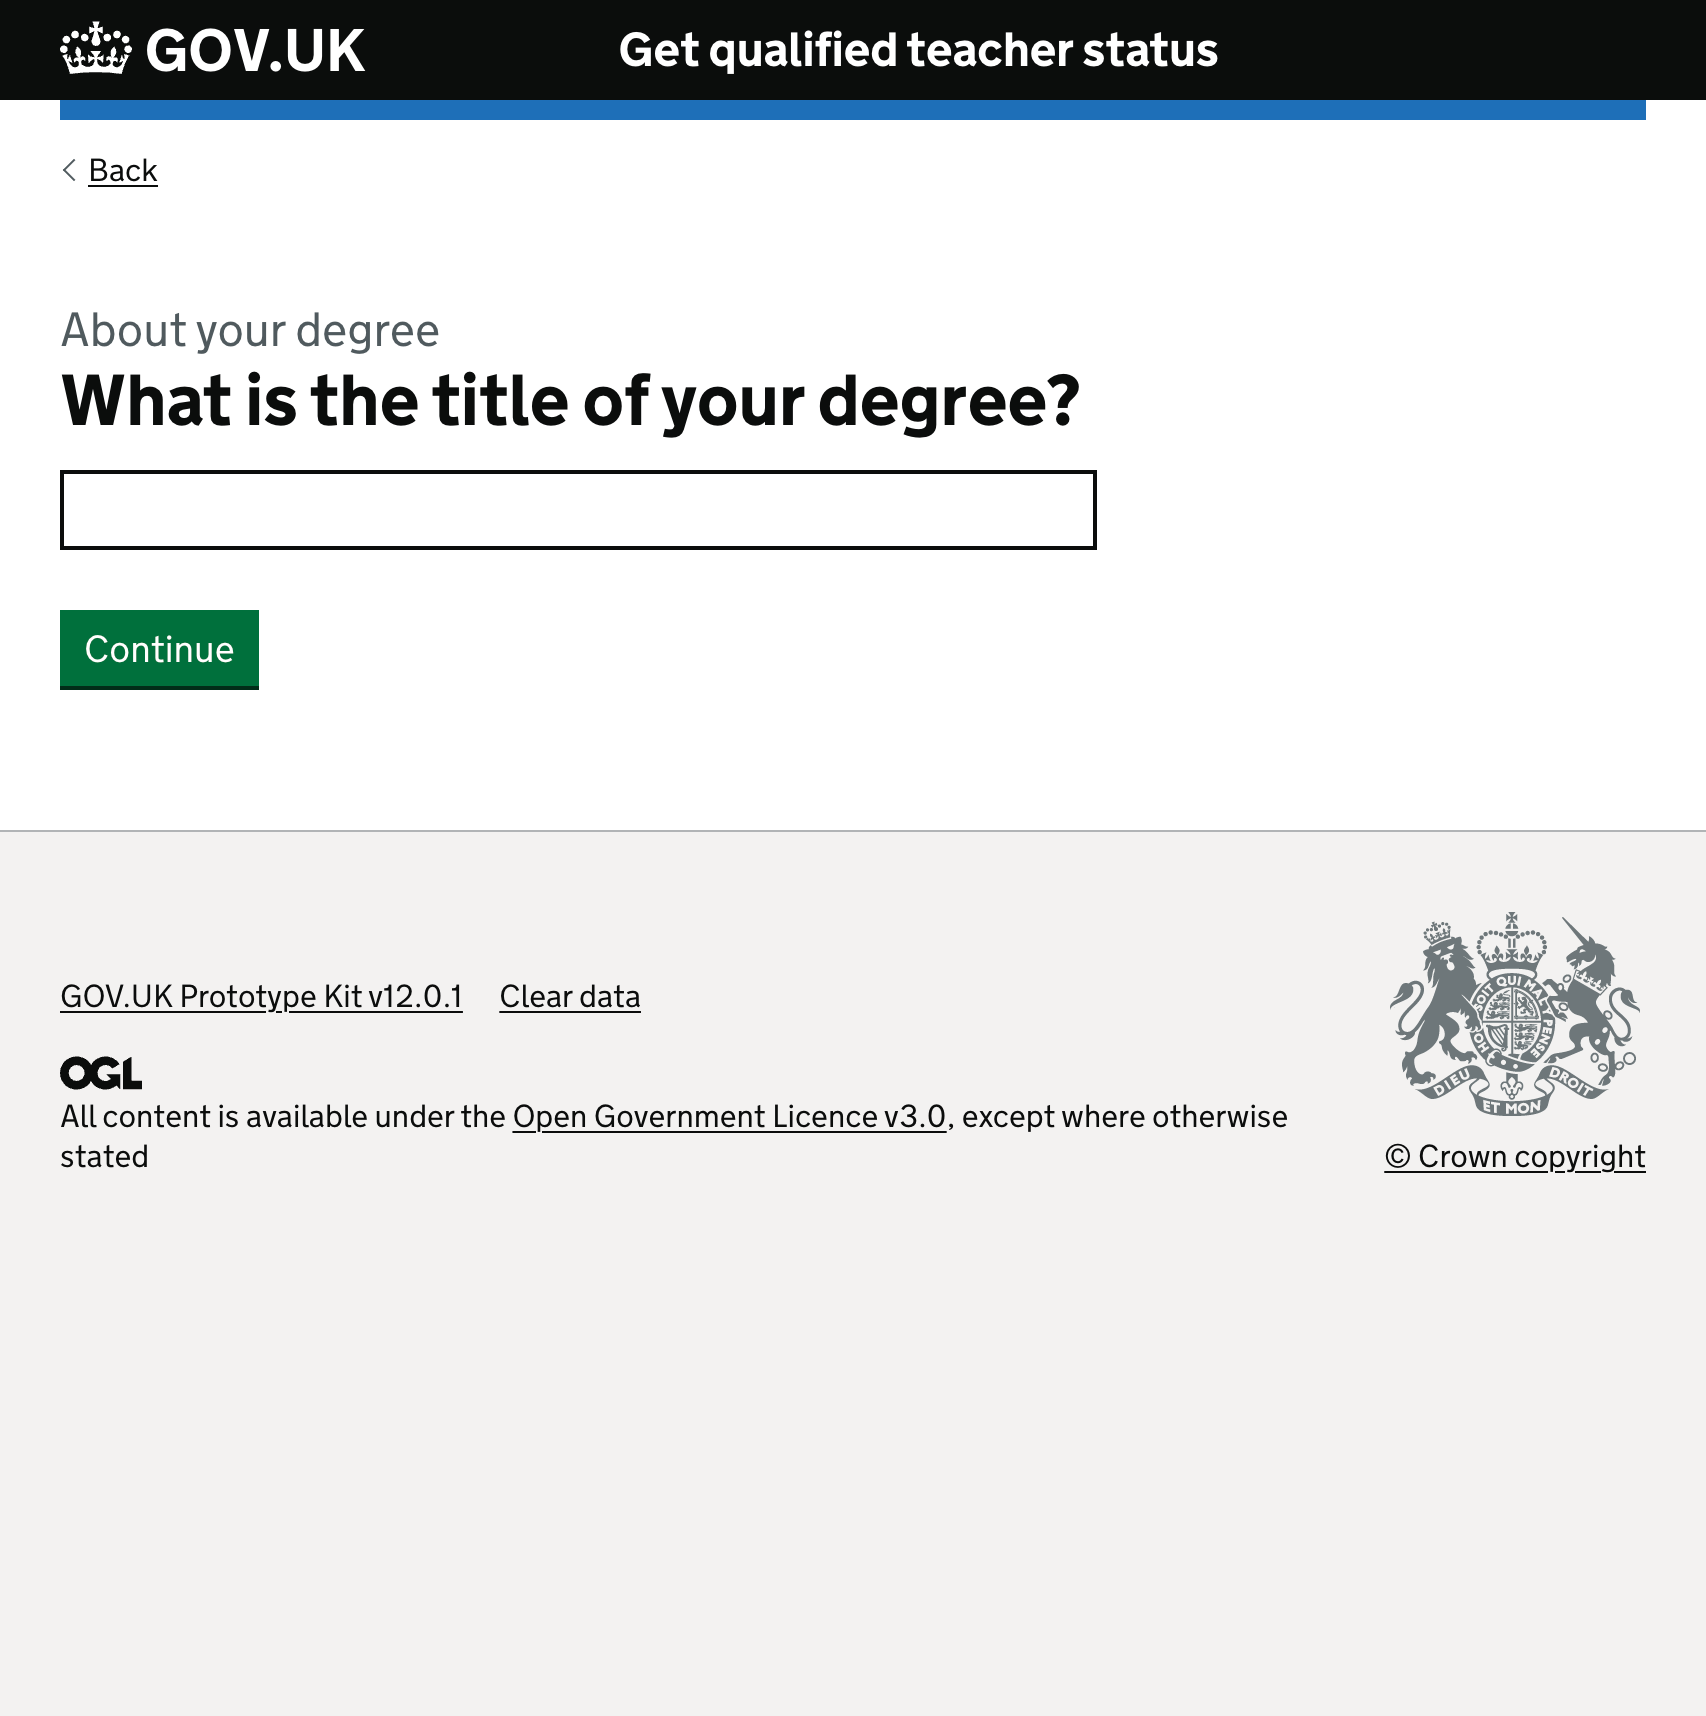 GOV.UK
Get qualified teacher status
Back
About your degree
What is the title of your degree?
Continue
GOV.UK Prototype Kit v12.0.1
Clear data
OGL
All content is available under the Open Government Licence v3.0, except where otherwise
stated
HONI SOIT QUI MAL Y PENSE
DIEU ET MON DROIT
© Crown copyright